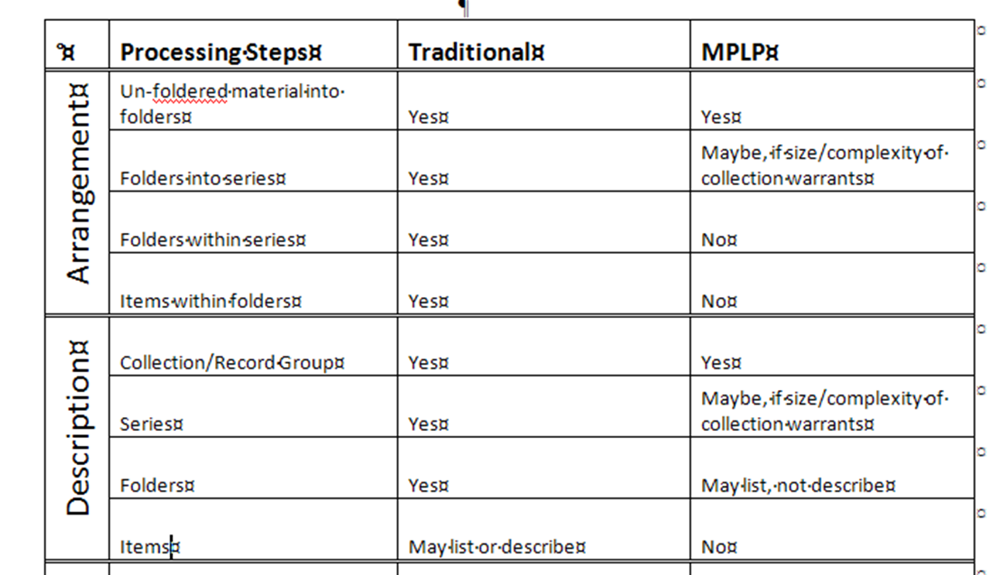 Processing Steps Traditional MPLP
Arrangement
Un-foldered material into
folders Yes Yes
Maybe, if size/complexity of
Folders into series Yes collection warrants
Folders within series Yes No
Items within folders Yes No
Description
Collection/Record Group Yes Yes
Maybe, if size/complexity of
Series Yes collection warrants
Folders Yes May list, not describe
Items May list or describe No